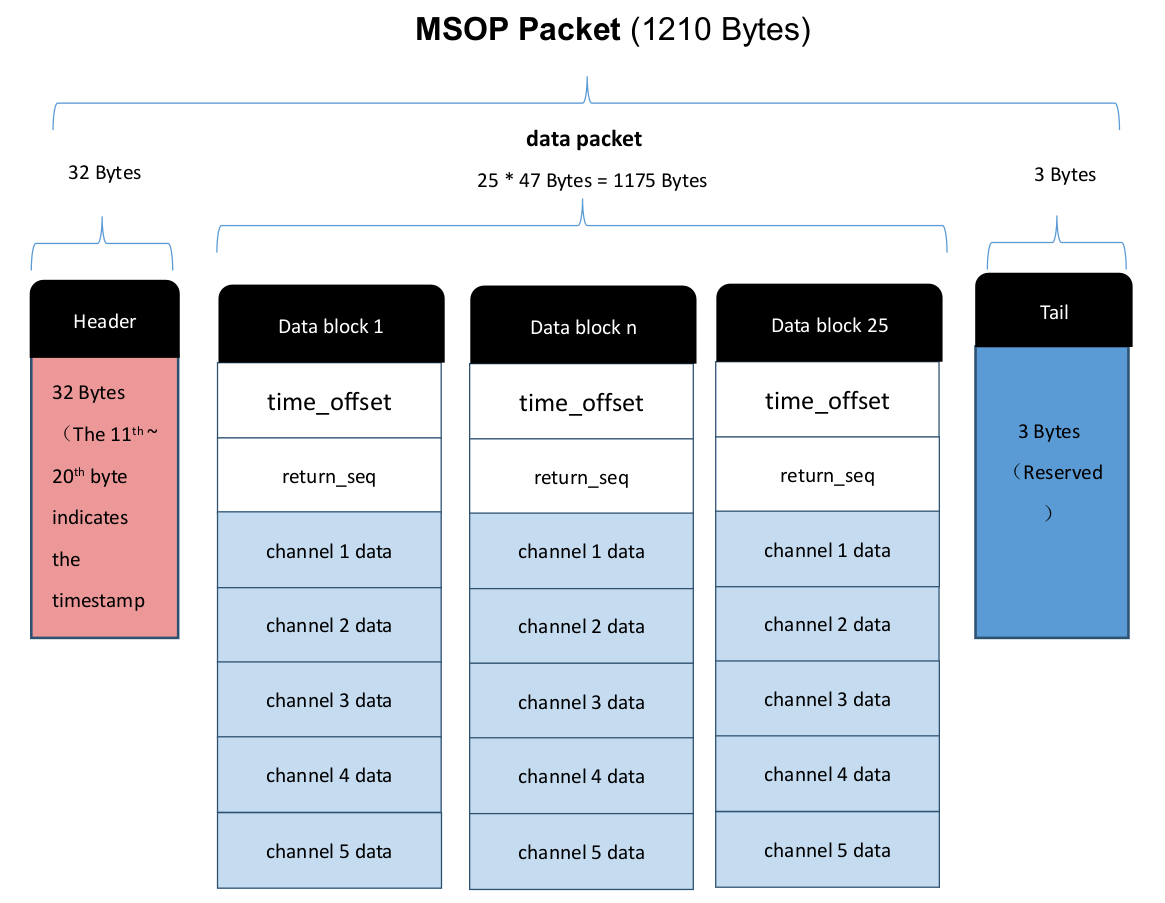 MSOP Packet (1210 Bytes)
data packet
32 Bytes
25 * 47 Bytes = 1175 Bytes
3 Bytes
Header
32 Bytes
（The 11th ~
20th byte
indicates
the
timestamp
Data block 1
time_offset
return_seq
channel 1 data
channel 2 data
channel 3 data
channel 4 data
channel 5 data
Data block n
time_offset
return_seq
channel 1 data
channel 2 data
channel 3 data
channel 4 data
channel 5 data
Data block 25
time_offset
return_seq
channel 1 data
channel 2 data
channel 3 data
channel 4 data
channel 5 data
Tail
3 Bytes
（Reserved
）